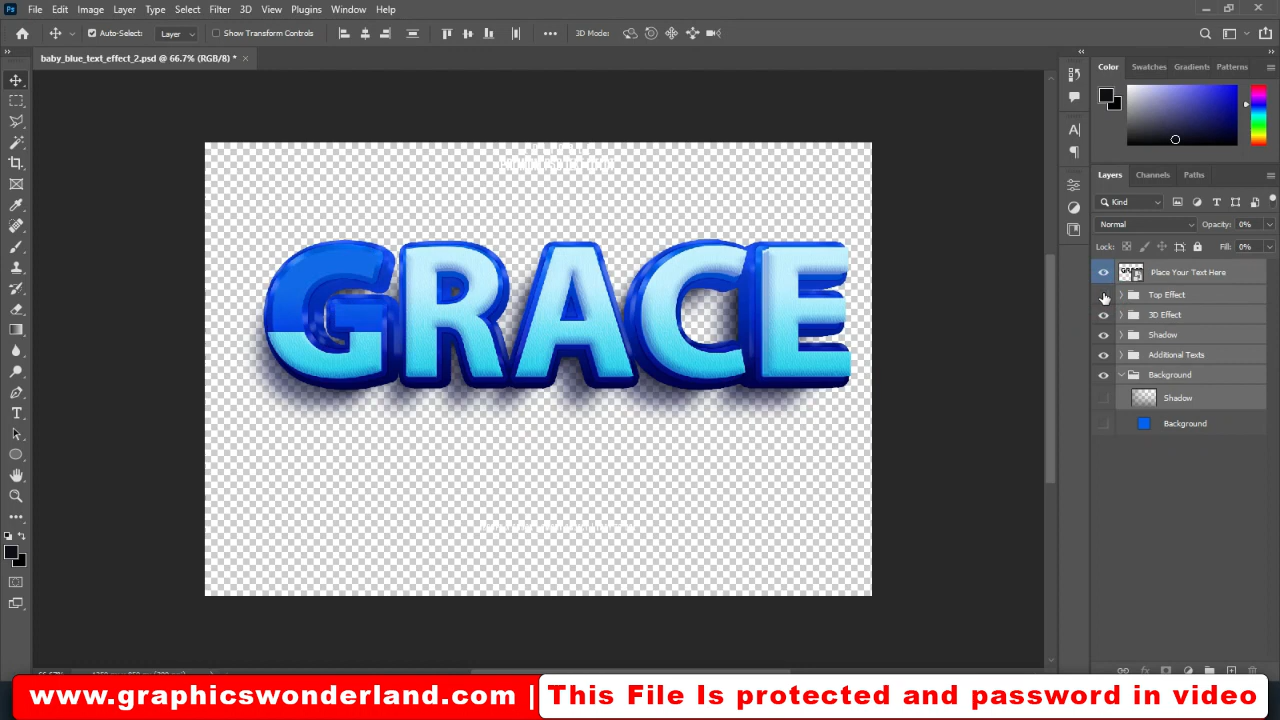 Ps File Edit Image Layer Type Select Filter 3D View Plugins Window Help
Auto-Select: Layer Show Transform Controls 3D Mode:
baby_blue_text_effect_2.psd @ 66.7% (RGB/8) *
Color Swatches Gradients Patterns
GRACE
Layers Channels Paths
Kind
Normal Opacity: 0%
Lock: Fill: 0%
Place Your Text Here
Top Effect
3D Effect
Shadow
Additional Texts
Background
Shadow
Background
www.graphicswonderland.com | This File Is protected and password in video